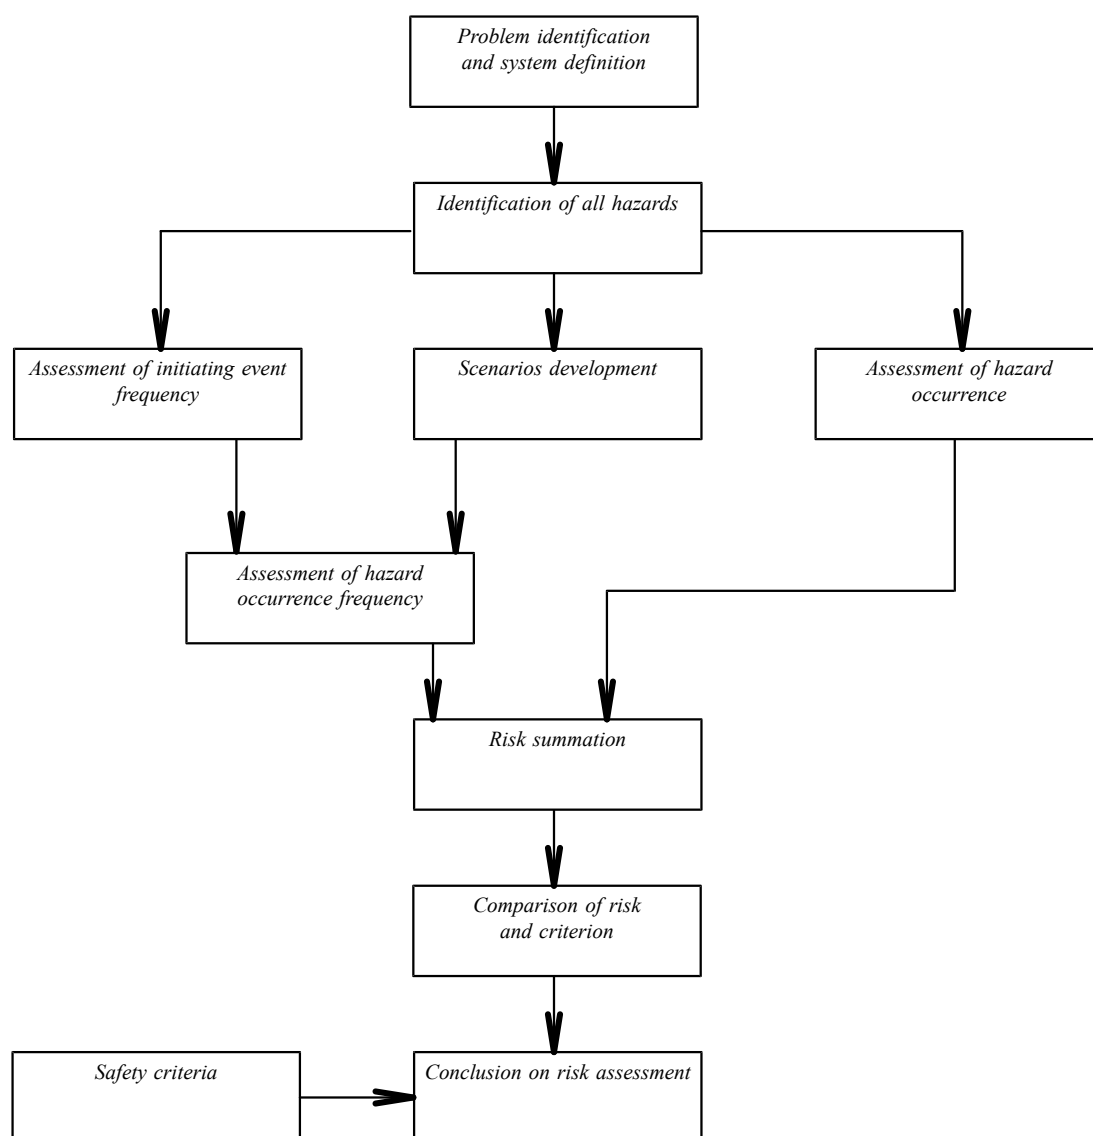 Problem identification
and system definition
Identification of all hazards
Assessment of initiating event
frequency
Scenarios development
Assessment of hazard
occurrence
Assessment of hazard
occurrence frequency
Risk summation
Comparison of risk
and criterion
Safety criteria
Conclusion on risk assessment